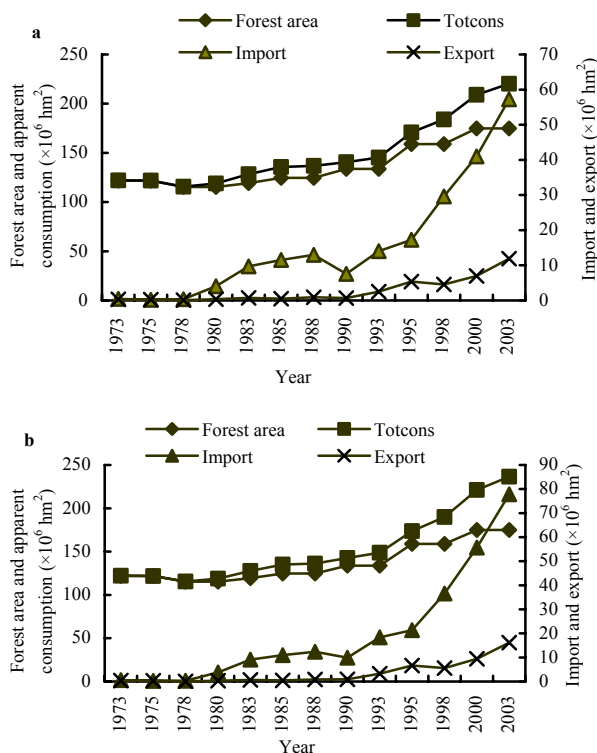 a
Forest area Totcons
Import Export
Forest area and apparent
consumption (×10⁶ hm²)
250
200
150
100
50
0
70
60
50
40
30
20
10
0
Import and export (×10⁶ hm²)
1973 1975 1978 1980 1983 1985 1988 1990 1993 1995 1998 2000 2003
Year
b
Forest area Totcons
Import Export
Forest area and apparent
consumption (×10⁶ hm²)
250
200
150
100
50
0
90
80
70
60
50
40
30
20
10
0
Import and export (×10⁶ hm²)
1973 1975 1978 1980 1983 1985 1988 1990 1993 1995 1998 2000 2003
Year